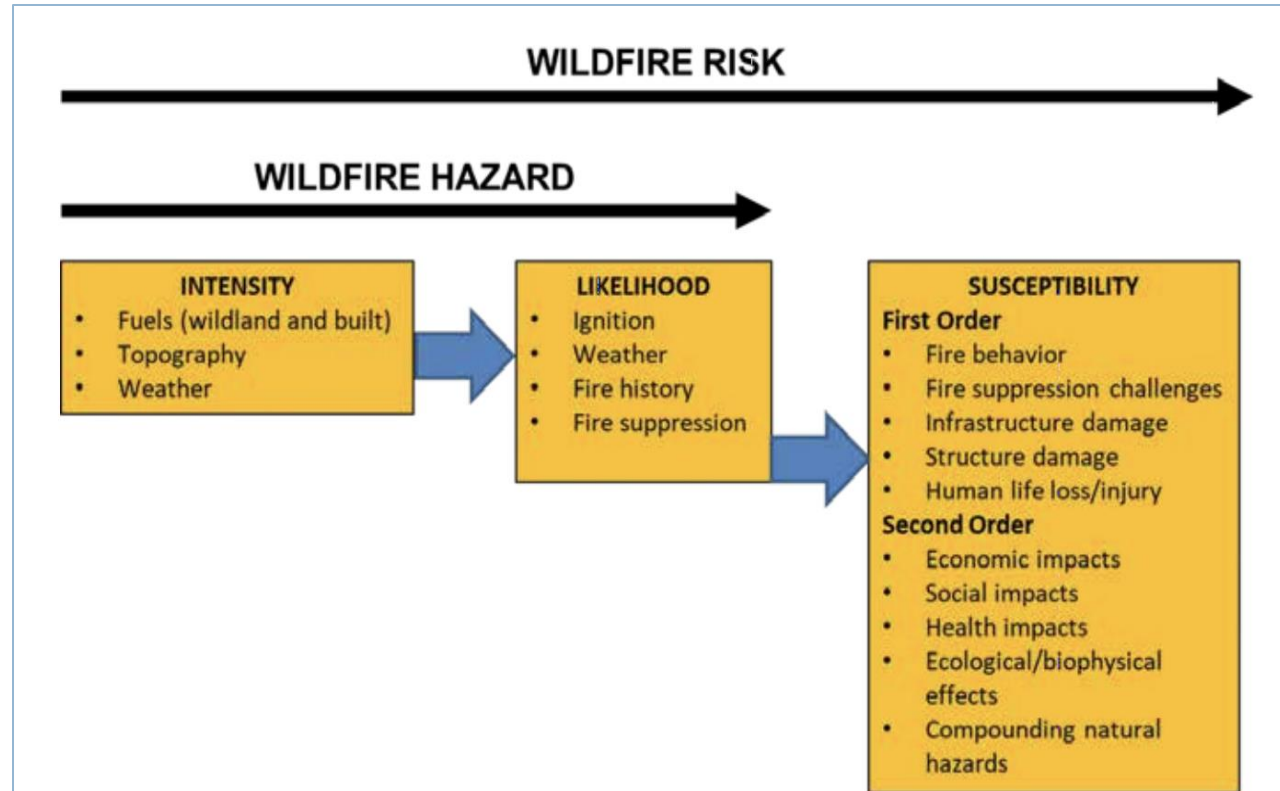 WILDFIRE RISK
WILDFIRE HAZARD
INTENSITY
• Fuels (wildland and built)
• Topography
• Weather
LIKELIHOOD
• Ignition
• Weather
• Fire history
• Fire suppression
SUSCEPTIBILITY
First Order
• Fire behavior
• Fire suppression challenges
• Infrastructure damage
• Structure damage
• Human life loss/injury
Second Order
• Economic impacts
• Social impacts
• Health impacts
• Ecological/biophysical
effects
• Compounding natural
hazards